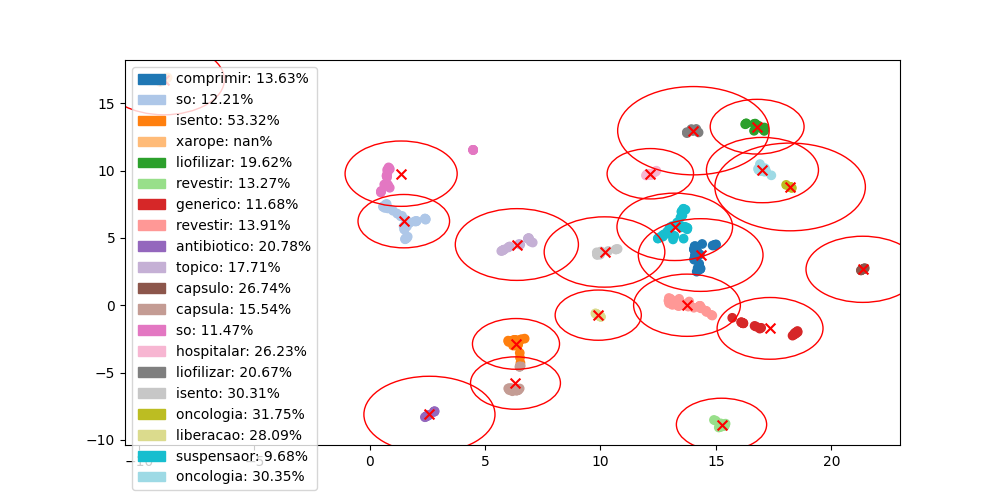 comprimir: 13.63%
so: 12.21%
isento: 53.32%
xarope: nan%
liofilizar: 19.62%
revestir: 13.27%
generico: 11.68%
revestir: 13.91%
antibiotico: 20.78%
topico: 17.71%
capsulo: 26.74%
capsula: 15.54%
so: 11.47%
hospitalar: 26.23%
liofilizar: 20.67%
isento: 30.31%
oncologia: 31.75%
liberacao: 28.09%
suspensaor: 9.68%
oncologia: 30.35%
15
10
5
0
−5
−10
−10 −5 0 5 10 15 20